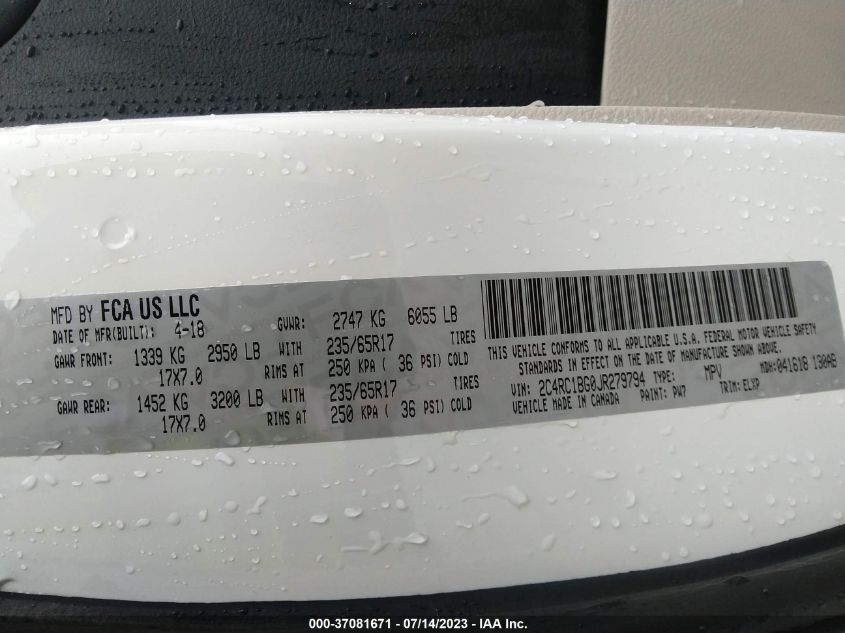 MFD BY FCA US LLC
DATE OF MFR(BUILT): 4-18 GVWR: 2747 KG 6055 LB
GAWR FRONT: 1339 KG 2950 LB WITH 235/65R17 TIRES
17X7.0 RIMS AT 250 KPA ( 36 PSI) COLD
GAWR REAR: 1452 KG 3200 LB WITH 235/65R17 TIRES
17X7.0 RIMS AT 250 KPA ( 36 PSI) COLD
THIS VEHICLE CONFORMS TO ALL APPLICABLE U.S.A. FEDERAL MOTOR VEHICLE SAFETY
STANDARDS IN EFFECT ON THE DATE OF MANUFACTURE SHOWN ABOVE.
VIN: 2C4RC1BG0JR279794 TYPE: MPV MDH: 041618 130AB
VEHICLE MADE IN CANADA PAINT: PW7 TRIM: ELXP
000-37081671 - 07/14/2023 - IAA Inc.